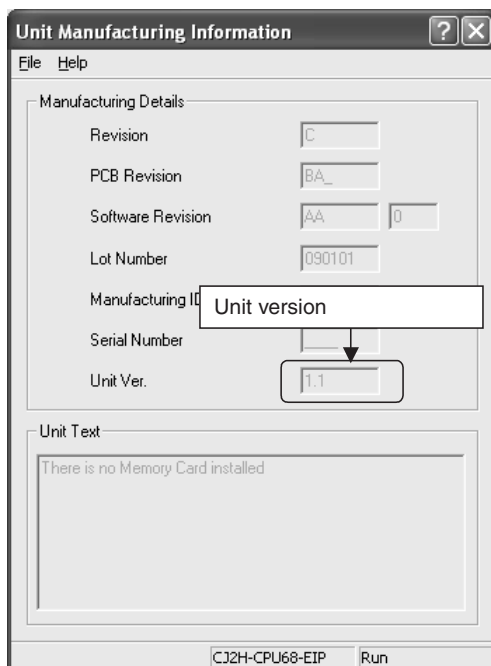 Unit Manufacturing Information
File Help
Manufacturing Details
Revision C
PCB Revision BA_
Software Revision AA 0
Lot Number 090101
Manufacturing ID
Unit version
Serial Number ____
Unit Ver. 1.1
Unit Text
There is no Memory Card installed
CJ2H-CPU68-EIP Run